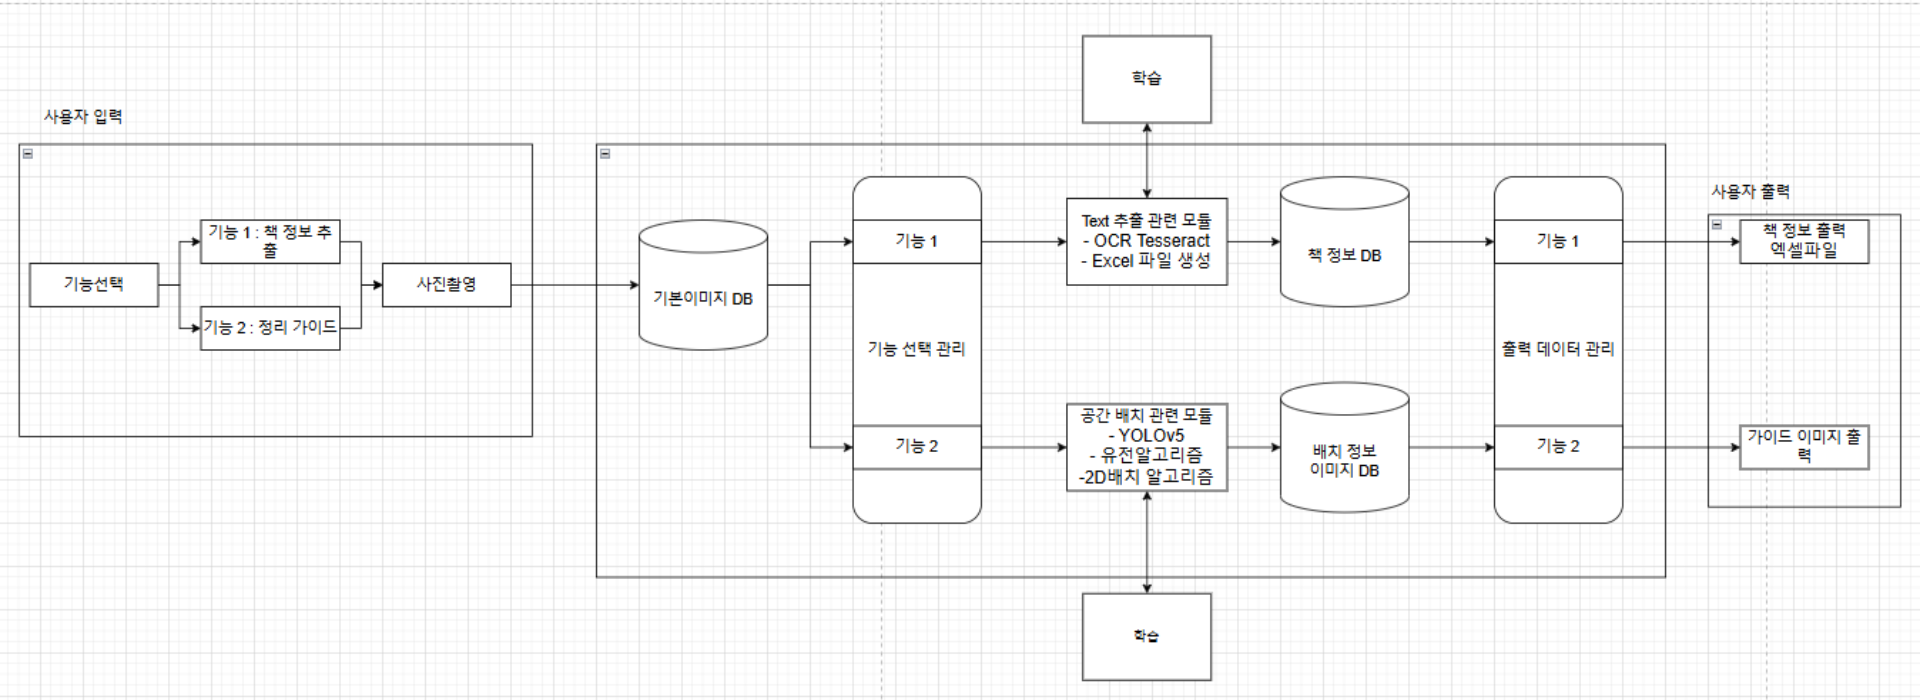 사용자 입력
기능선택
기능 1 : 책 정보 추
출
기능 2 : 정리 가이드
사진촬영
기본이미지 DB
기능 1
기능 선택 관리
기능 2
학습
Text 추출 관련 모듈
- OCR Tesseract
- Excel 파일 생성
공간 배치 관련 모듈
- YOLOv5
- 유전알고리즘
-2D배치 알고리즘
학습
책 정보 DB
배치 정보
이미지 DB
기능 1
출력 데이터 관리
기능 2
사용자 출력
책 정보 출력
엑셀파일
가이드 이미지 출
력